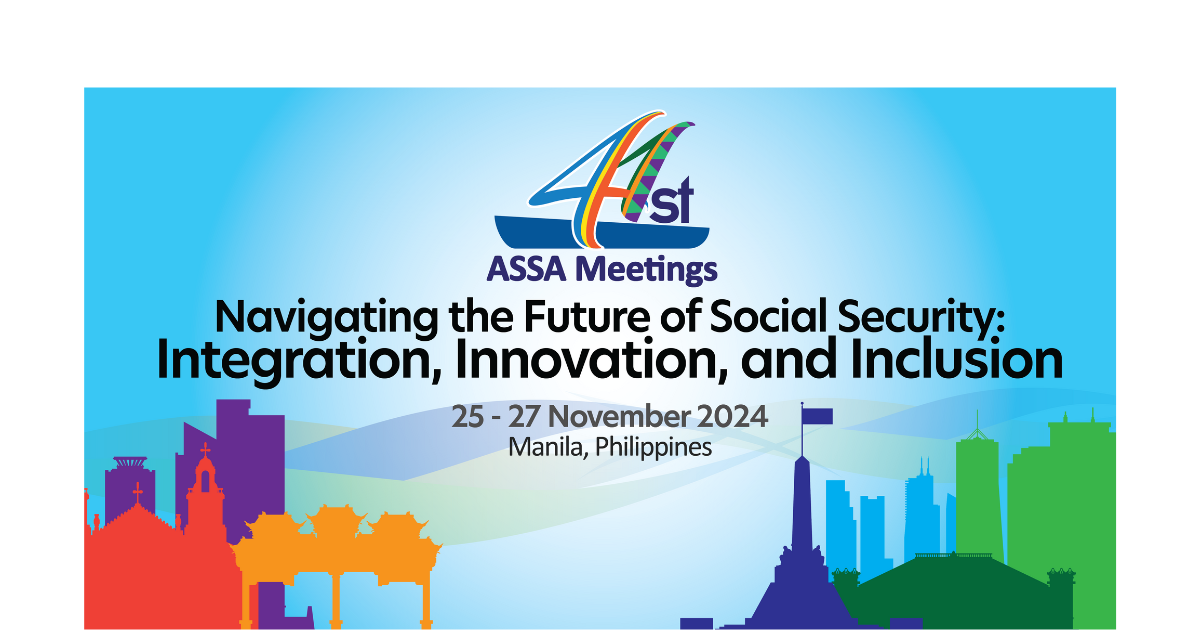 41st
ASSA Meetings
Navigating the Future of Social Security:
Integration, Innovation, and Inclusion
25 - 27 November 2024
Manila, Philippines